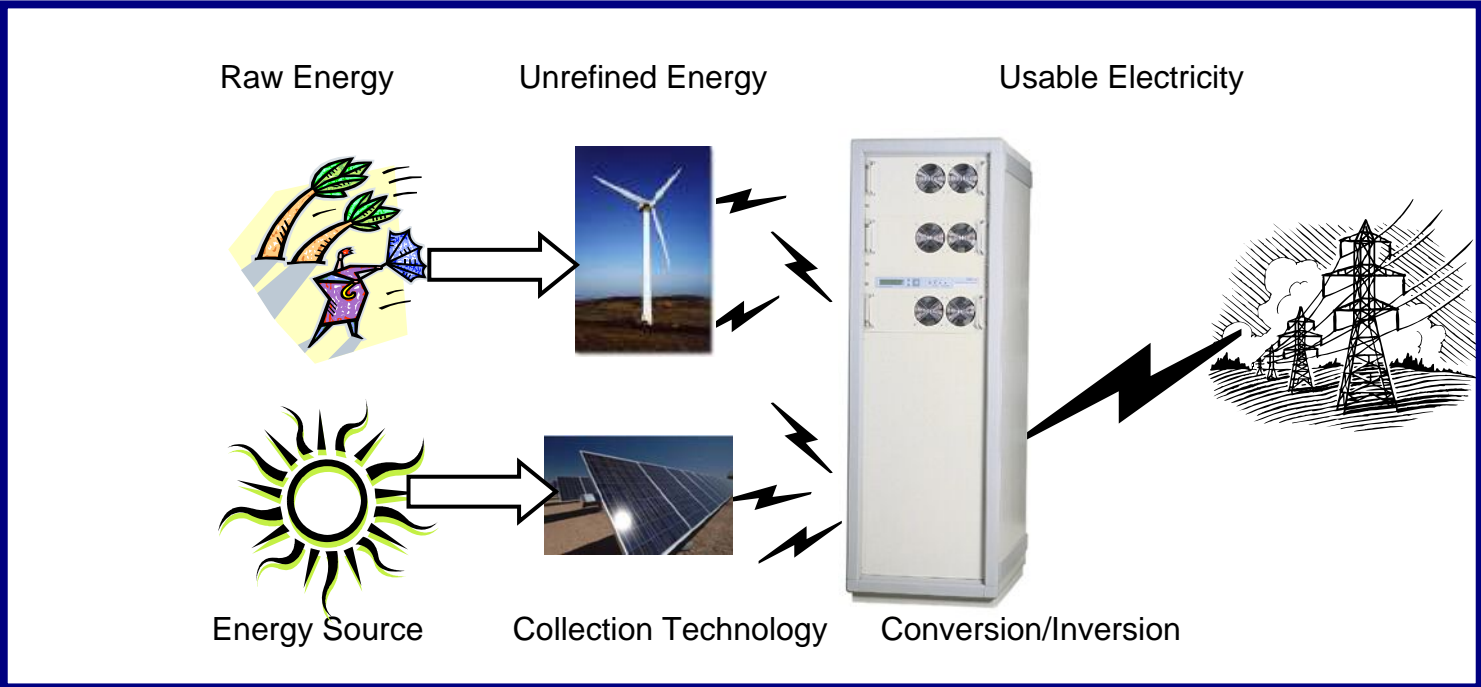 Raw Energy
Unrefined Energy
Usable Electricity
Energy Source
Collection Technology
Conversion/Inversion